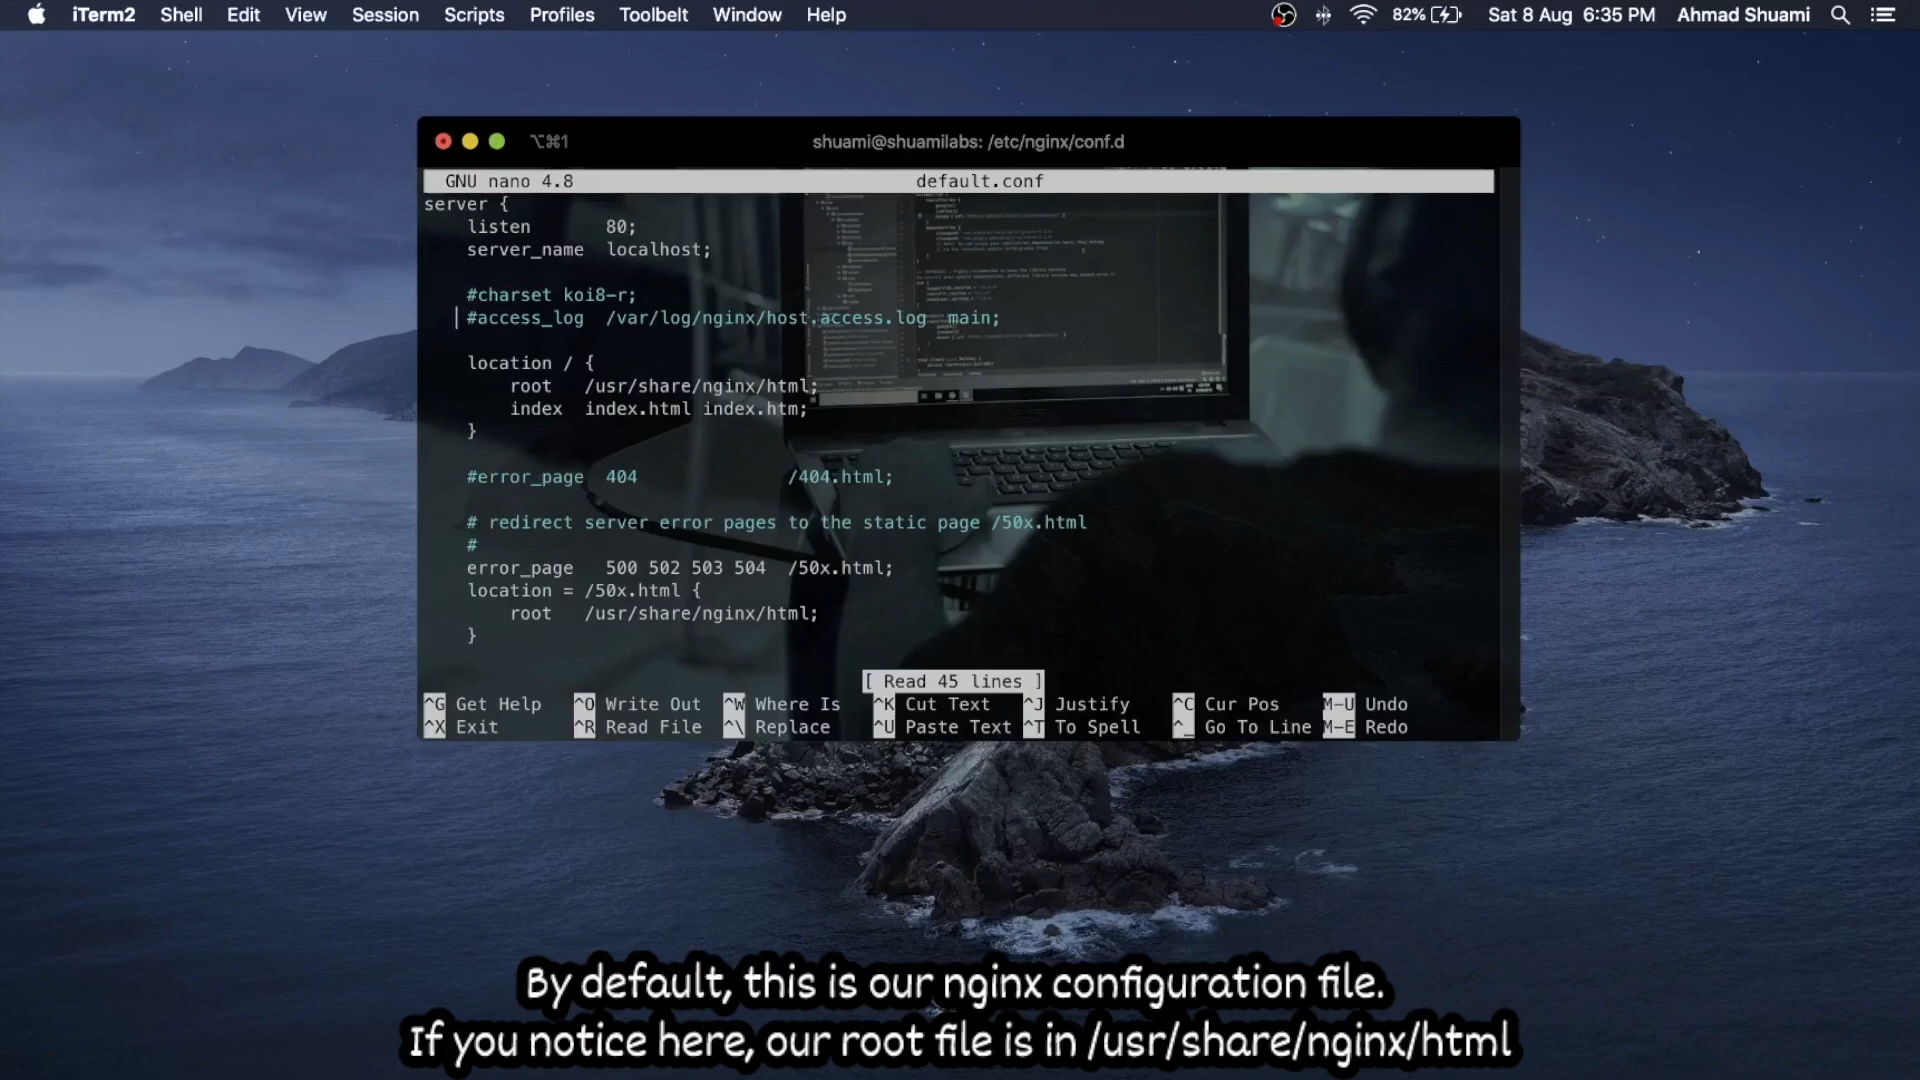 iTerm2 Shell Edit View Session Scripts Profiles Toolbelt Window Help 82% Sat 8 Aug 6:35 PM Ahmad Shuami
⌥⌘1 shuami@shuamilabs: /etc/nginx/conf.d
GNU nano 4.8 default.conf
server {
listen 80;
server_name localhost;
#charset koi8-r;
#access_log /var/log/nginx/host.access.log main;
location / {
root /usr/share/nginx/html;
index index.html index.htm;
}
#error_page 404 /404.html;
# redirect server error pages to the static page /50x.html
#
error_page 500 502 503 504 /50x.html;
location = /50x.html {
root /usr/share/nginx/html;
}
[ Read 45 lines ]
^G Get Help ^O Write Out ^W Where Is ^K Cut Text ^J Justify ^C Cur Pos M-U Undo
^X Exit ^R Read File ^\ Replace ^U Paste Text ^T To Spell ^_ Go To Line M-E Redo
By default, this is our nginx configuration file.
If you notice here, our root file is in /usr/share/nginx/html